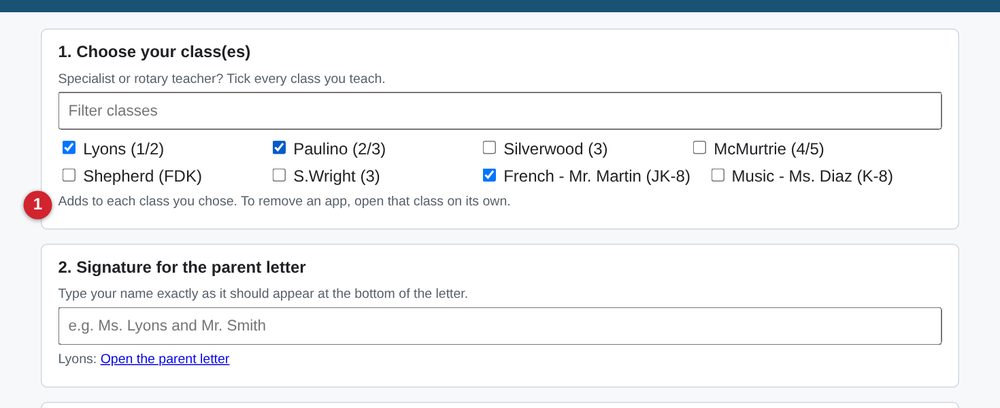 1. Choose your class(es)
Specialist or rotary teacher? Tick every class you teach.
Filter classes
Lyons (1/2) Paulino (2/3) Silverwood (3) McMurtrie (4/5)
Shepherd (FDK) S.Wright (3) French - Mr. Martin (JK-8) Music - Ms. Diaz (K-8)
1 Adds to each class you chose. To remove an app, open that class on its own.
2. Signature for the parent letter
Type your name exactly as it should appear at the bottom of the letter.
e.g. Ms. Lyons and Mr. Smith
Lyons: Open the parent letter